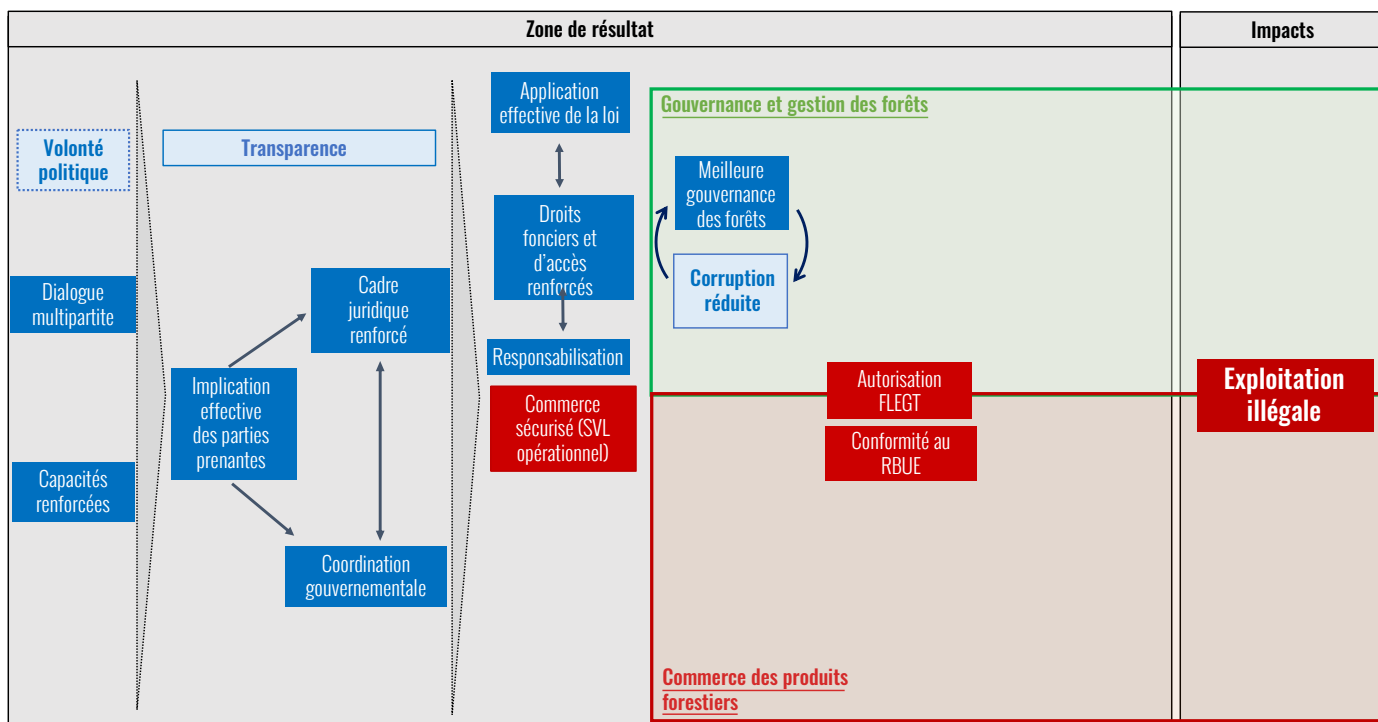 Zone de résultat
Impacts
Volonté
politique
Dialogue
multipartite
Capacités
renforcées
Transparence
Implication
effective
des parties
prenantes
Cadre
juridique
renforcé
Coordination
gouvernementale
Application
effective de la loi
Droits
fonciers et
d'accès
renforcés
Responsabilisation
Commerce
sécurisé (SVL
opérationnel)
Gouvernance et gestion des forêts
Meilleure
gouvernance
des forêts
Corruption
réduite
Autorisation
FLEGT
Conformité au
RBUE
Exploitation
illégale
Commerce des produits
forestiers